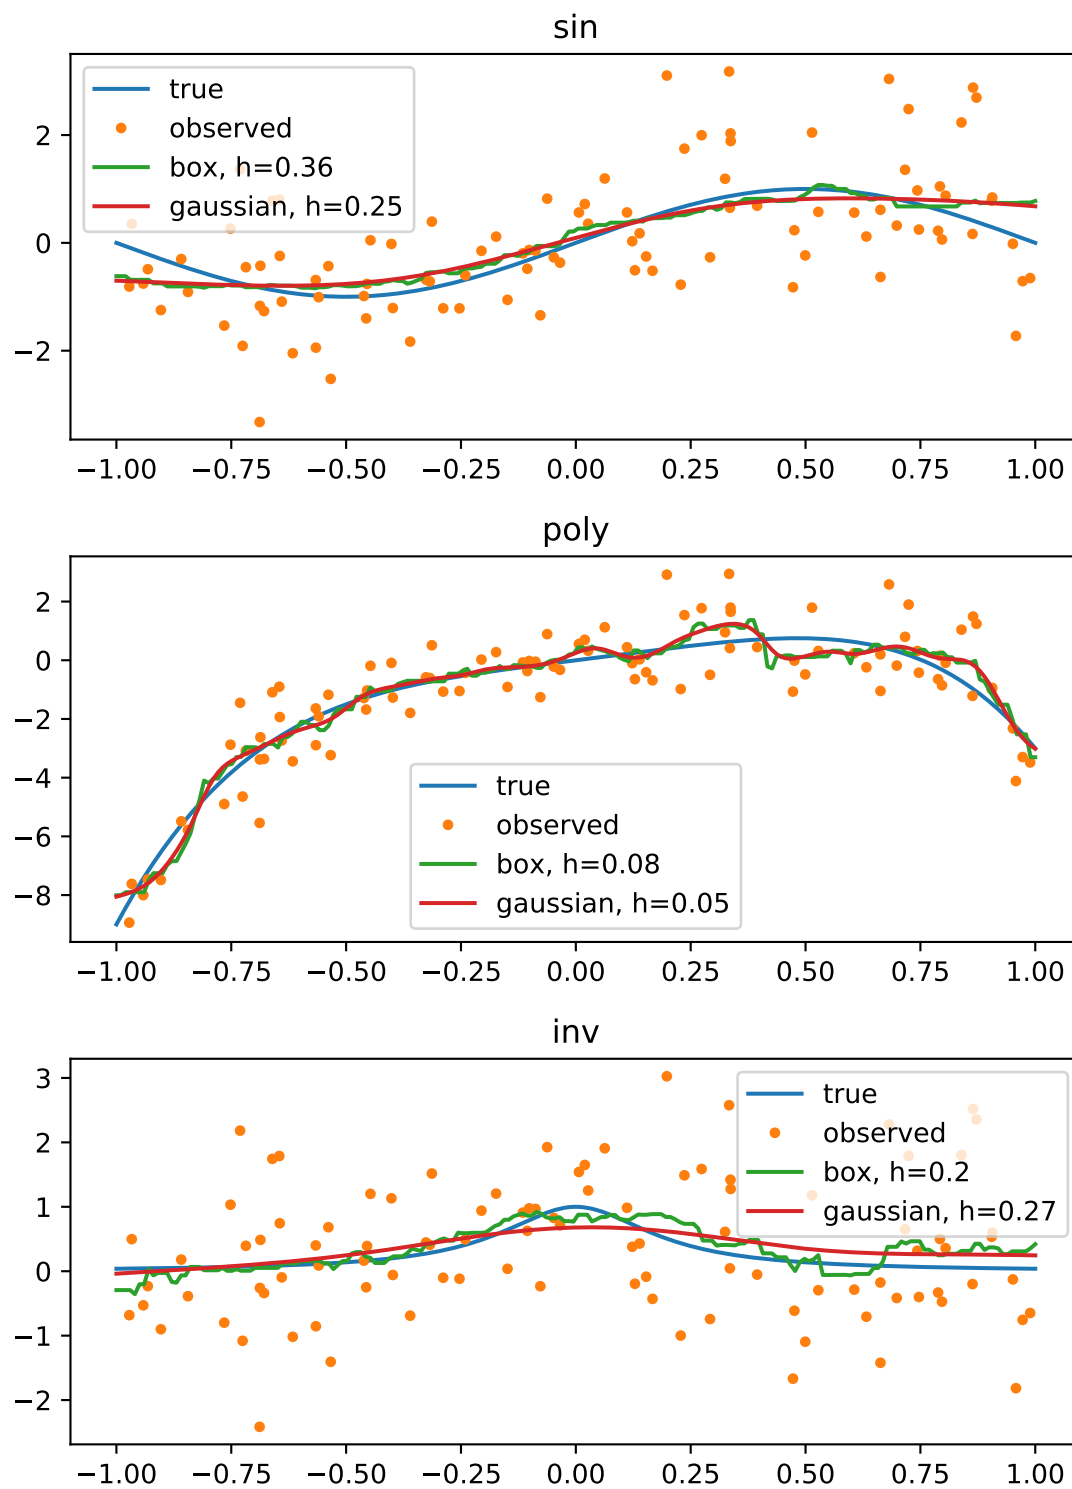 sin
true
observed
box, h=0.36
gaussian, h=0.25
2
0
−2
−1.00 −0.75 −0.50 −0.25 0.00 0.25 0.50 0.75 1.00
poly
2
0
−2
−4
−6
−8
true
observed
box, h=0.08
gaussian, h=0.05
−1.00 −0.75 −0.50 −0.25 0.00 0.25 0.50 0.75 1.00
inv
3
2
1
0
−1
−2
true
observed
box, h=0.2
gaussian, h=0.27
−1.00 −0.75 −0.50 −0.25 0.00 0.25 0.50 0.75 1.00